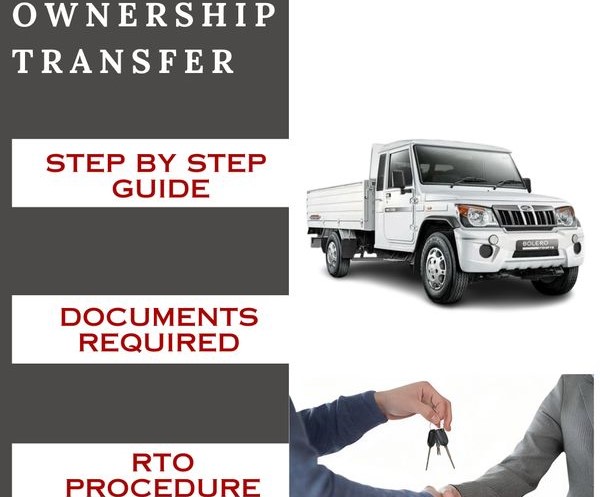 OWNERSHIP
TRANSFER
STEP BY STEP
GUIDE
DOCUMENTS
REQUIRED
RTO
PROCEDURE
BOLERO